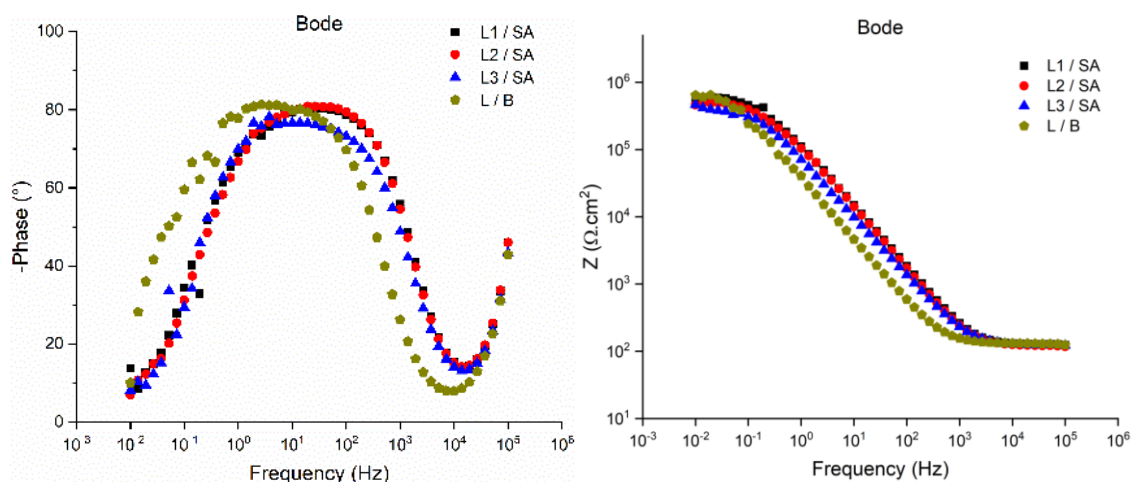 Bode
100
80
60
40
20
0
-Phase (°)
L1 / SA
L2 / SA
L3 / SA
L / B
10^3 10^-2 10^-1 10^0 10^1 10^2 10^3 10^4 10^5 10^6
Frequency (Hz)
Bode
10^6
10^5
10^4
10^3
10^2
10^1
Z (Ω.cm²)
L1 / SA
L2 / SA
L3 / SA
L / B
10^-3 10^-2 10^-1 10^0 10^1 10^2 10^3 10^4 10^5 10^6
Frequency (Hz)